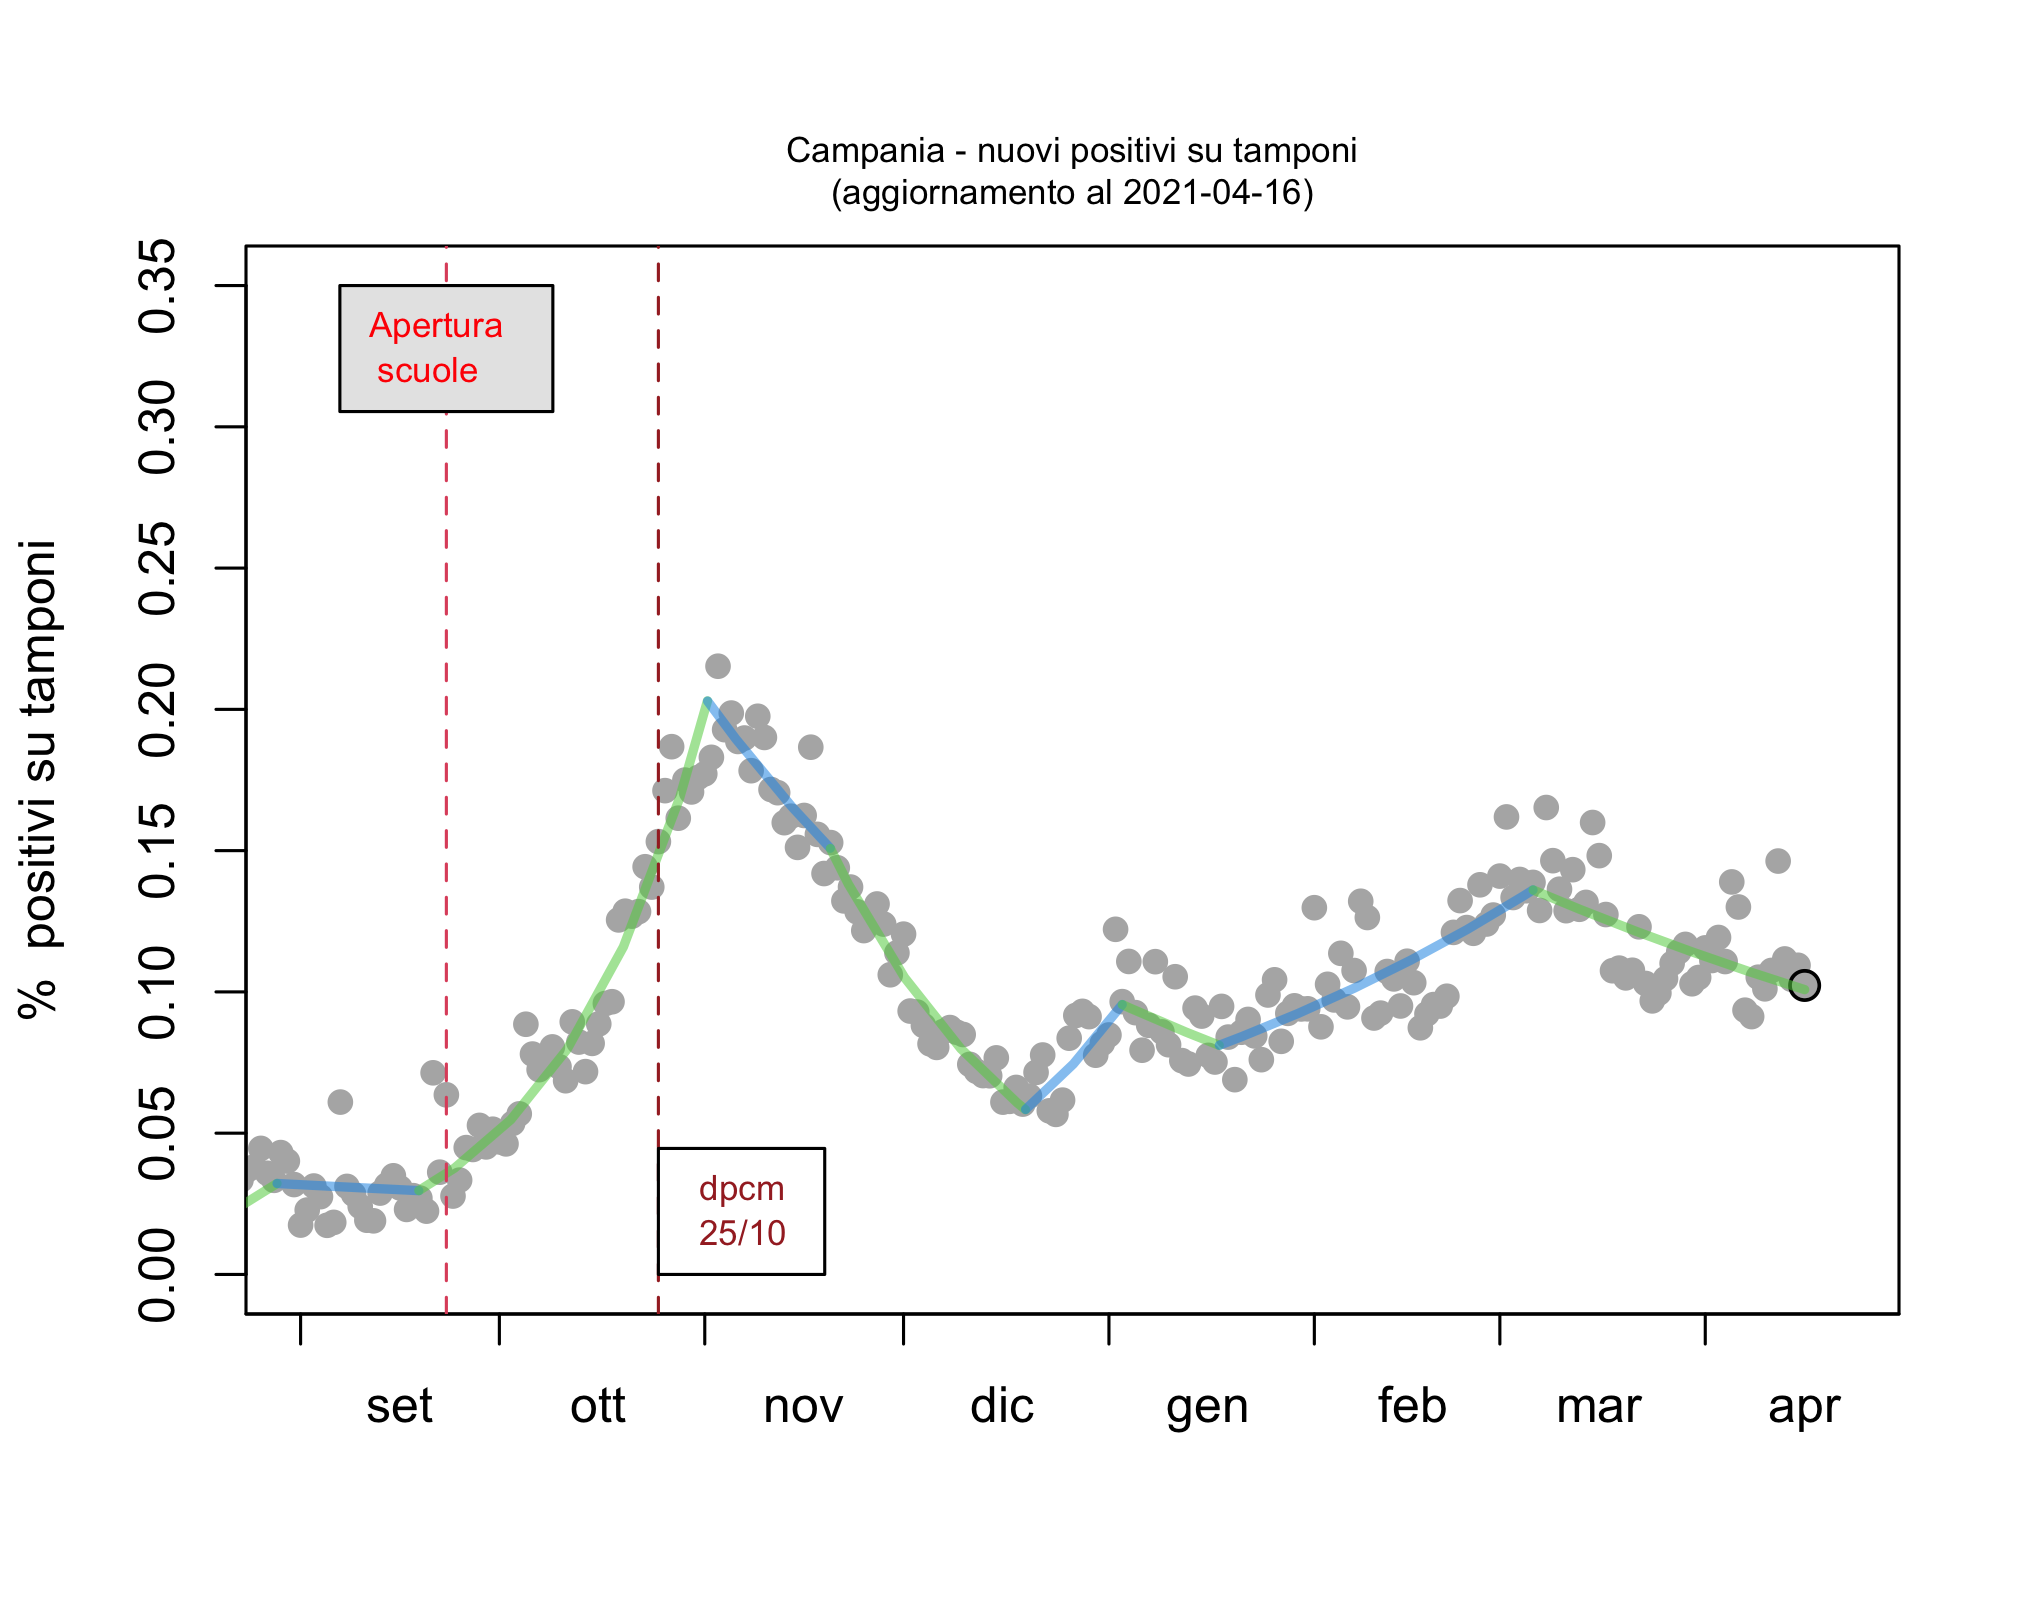 Campania - nuovi positivi su tamponi
(aggiornamento al 2021-04-16)
% positivi su tamponi
0.35
0.30
0.25
0.20
0.15
0.10
0.05
0.00
Apertura
scuole
dpcm
25/10
set ott nov dic gen feb mar apr